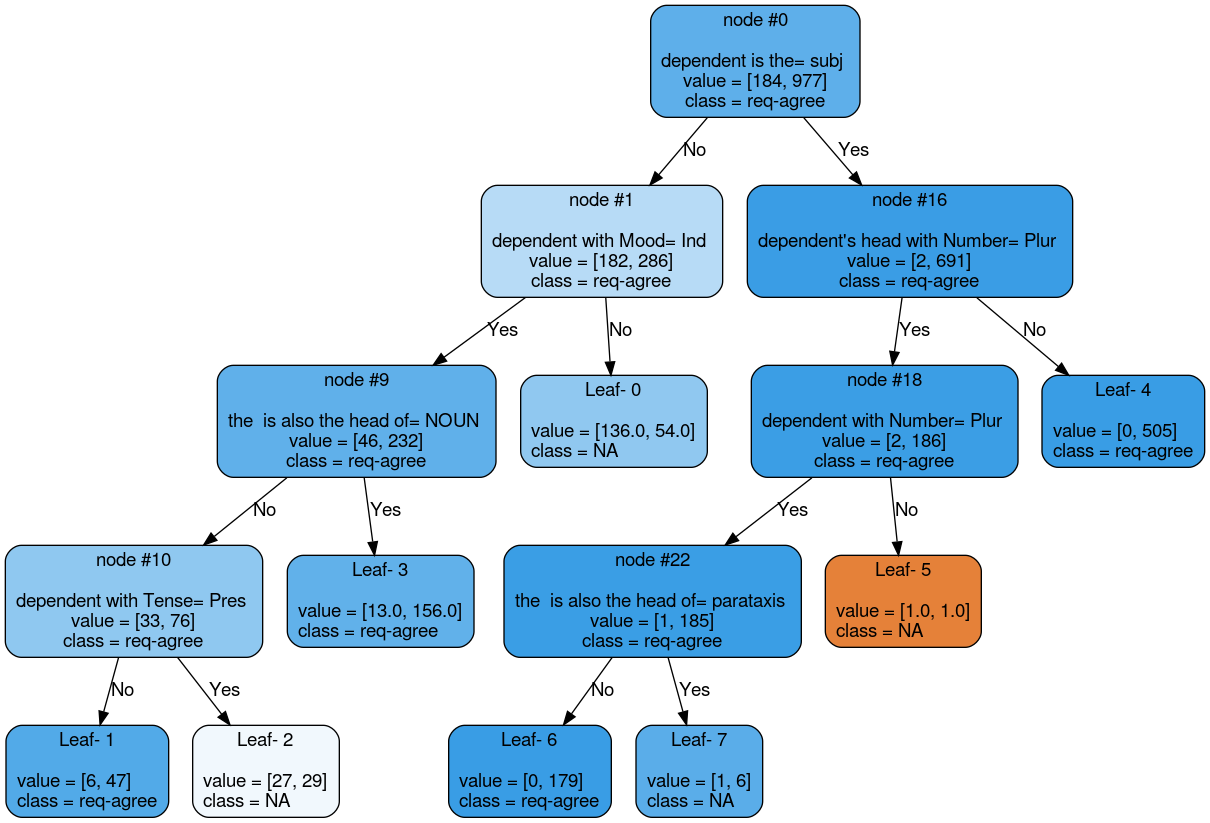 node #0
dependent is the= subj
value = [184, 977]
class = req-agree
No
Yes
node #1
dependent with Mood= Ind
value = [182, 286]
class = req-agree
node #16
dependent's head with Number= Plur
value = [2, 691]
class = req-agree
Yes
No
Yes
No
node #9
the  is also the head of= NOUN
value = [46, 232]
class = req-agree
Leaf- 0
value = [136.0, 54.0]
class = NA
node #18
dependent with Number= Plur
value = [2, 186]
class = req-agree
Leaf- 4
value = [0, 505]
class = req-agree
No
Yes
Yes
No
node #10
dependent with Tense= Pres
value = [33, 76]
class = req-agree
Leaf- 3
value = [13.0, 156.0]
class = req-agree
node #22
the  is also the head of= parataxis
value = [1, 185]
class = req-agree
Leaf- 5
value = [1.0, 1.0]
class = NA
No
Yes
No
Yes
Leaf- 1
value = [6, 47]
class = req-agree
Leaf- 2
value = [27, 29]
class = NA
Leaf- 6
value = [0, 179]
class = req-agree
Leaf- 7
value = [1, 6]
class = NA